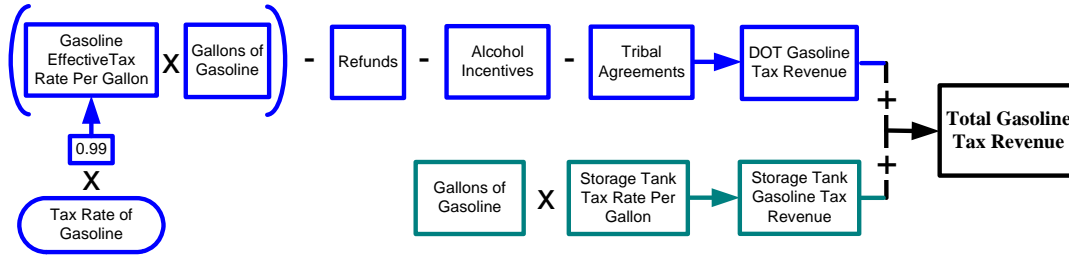 Gasoline
EffectiveTax
Rate Per Gallon
X
Gallons of
Gasoline
-
Refunds
-
Alcohol
Incentives
-
Tribal
Agreements
DOT Gasoline
Tax Revenue
+
0.99
X
Tax Rate of
Gasoline
Gallons of
Gasoline
X
Storage Tank
Tax Rate Per
Gallon
Storage Tank
Gasoline Tax
Revenue
+
Total Gasoline
Tax Revenue